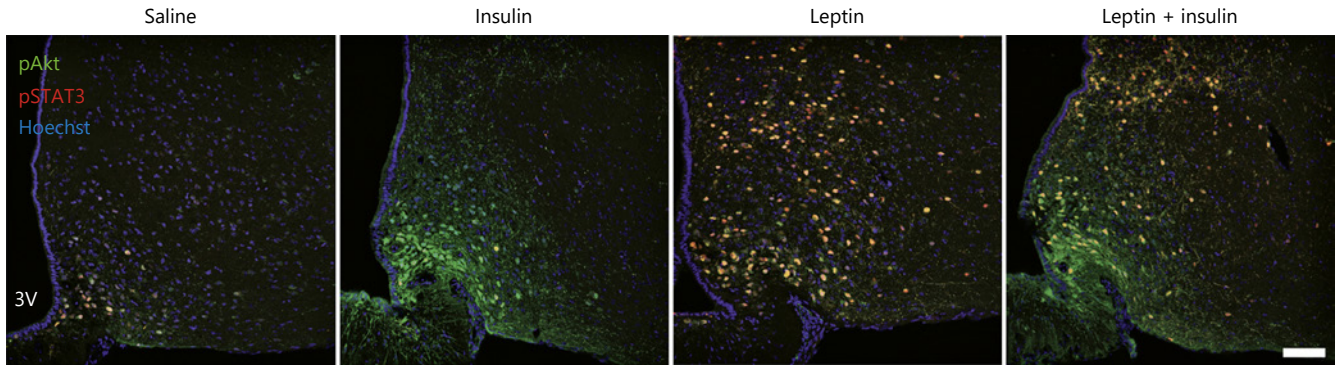 Saline
Insulin
Leptin
Leptin + insulin
pAkt
pSTAT3
Hoechst
3V